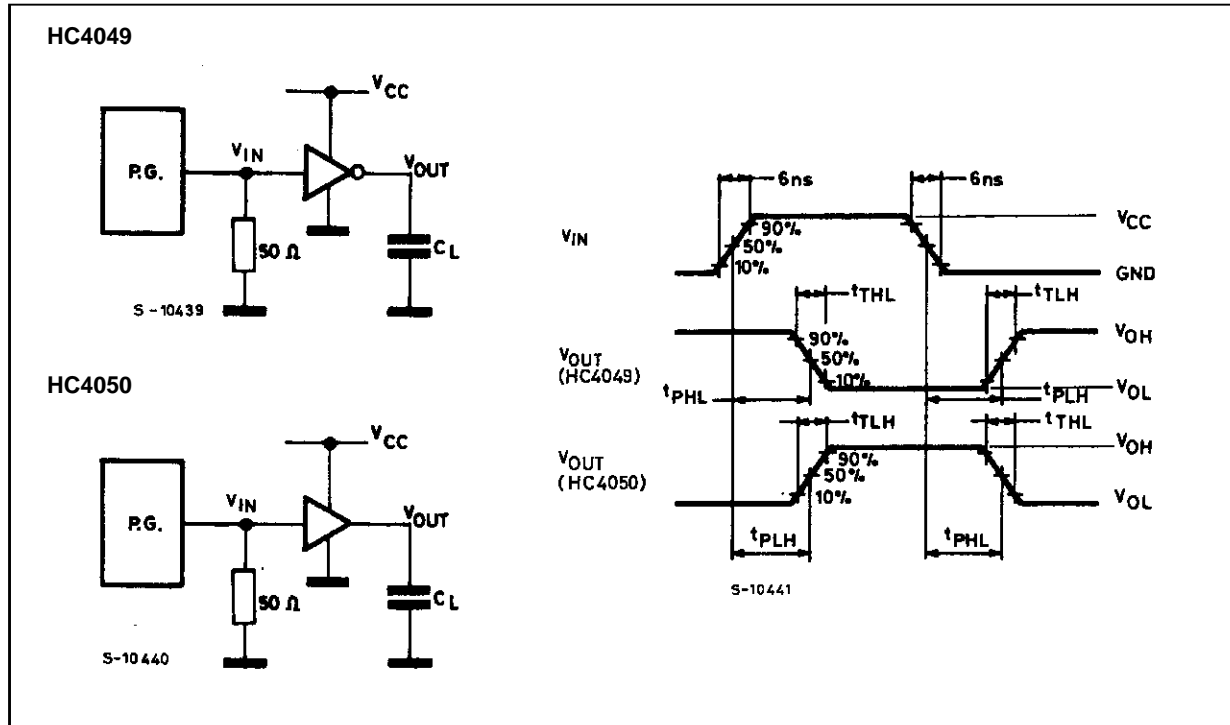 HC4049
VCC
P.G.
VIN
VOUT
50 Ω
CL
S-10439
HC4050
VCC
P.G.
VIN
VOUT
50 Ω
CL
S-10440
6ns
6ns
VIN
90%
50%
10%
VCC
GND
tTHL
tTLH
VOUT
(HC4049)
90%
50%
10%
VOH
VOL
tPHL
tPLH
tTLH
tTHL
VOUT
(HC4050)
90%
50%
10%
VOH
VOL
tPLH
tPHL
S-10441